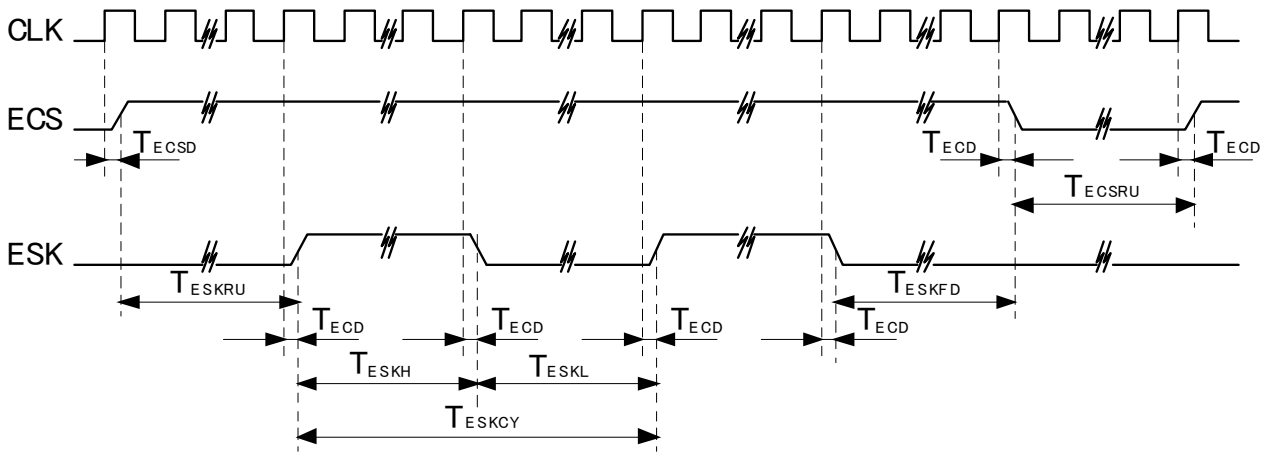 CLK
ECS
TECSD
TECD
TECD
TECSRU
ESK
TESKRU
TESKFD
TECD
TECD
TECD
TECD
TESKH
TESKL
TESKCY